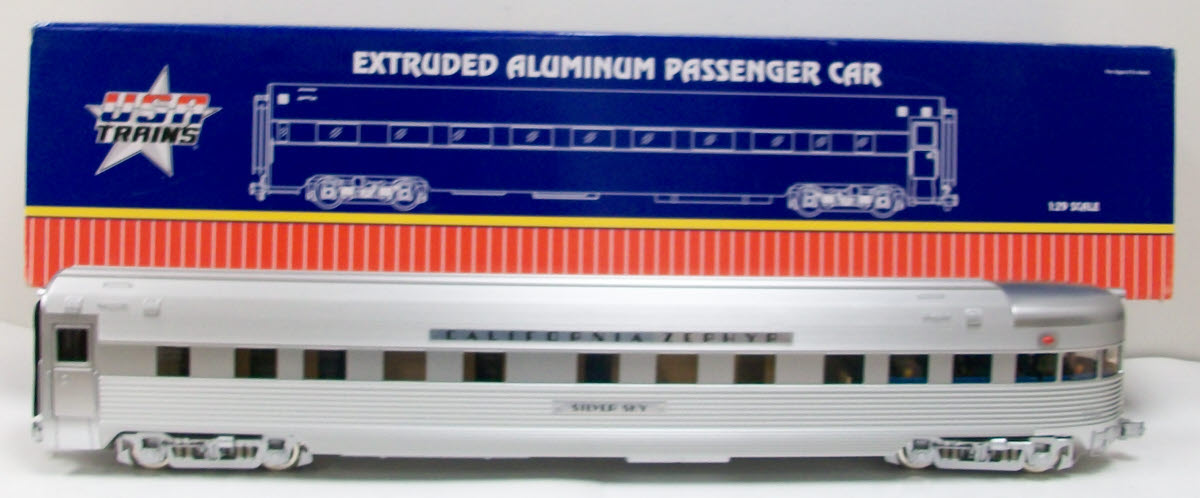 EXTRUDED ALUMINUM PASSENGER CAR
USA
TRAINS
1:29 SCALE
CALIFORNIA ZEPHYR
SILVER SKY